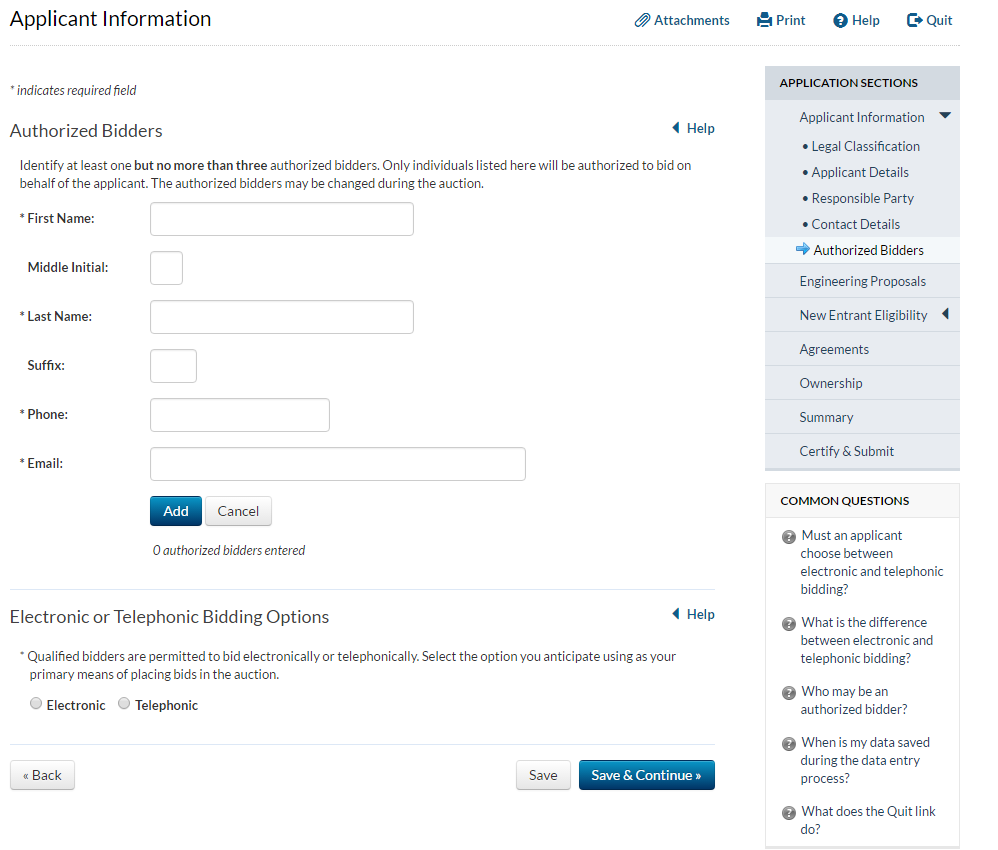 Applicant Information
Attachments
Print
Help
Quit
* indicates required field
Authorized Bidders
Help
Identify at least one but no more than three authorized bidders. Only individuals listed here will be authorized to bid on
behalf of the applicant. The authorized bidders may be changed during the auction.
* First Name:
Middle Initial:
* Last Name:
Suffix:
* Phone:
* Email:
Add
Cancel
0 authorized bidders entered
Electronic or Telephonic Bidding Options
Help
* Qualified bidders are permitted to bid electronically or telephonically. Select the option you anticipate using as your
primary means of placing bids in the auction.
Electronic
Telephonic
« Back
Save
Save & Continue »
APPLICATION SECTIONS
Applicant Information
• Legal Classification
• Applicant Details
• Responsible Party
• Contact Details
Authorized Bidders
Engineering Proposals
New Entrant Eligibility
Agreements
Ownership
Summary
Certify & Submit
COMMON QUESTIONS
Must an applicant
choose between
electronic and telephonic
bidding?
What is the difference
between electronic and
telephonic bidding?
Who may be an
authorized bidder?
When is my data saved
during the data entry
process?
What does the Quit link
do?